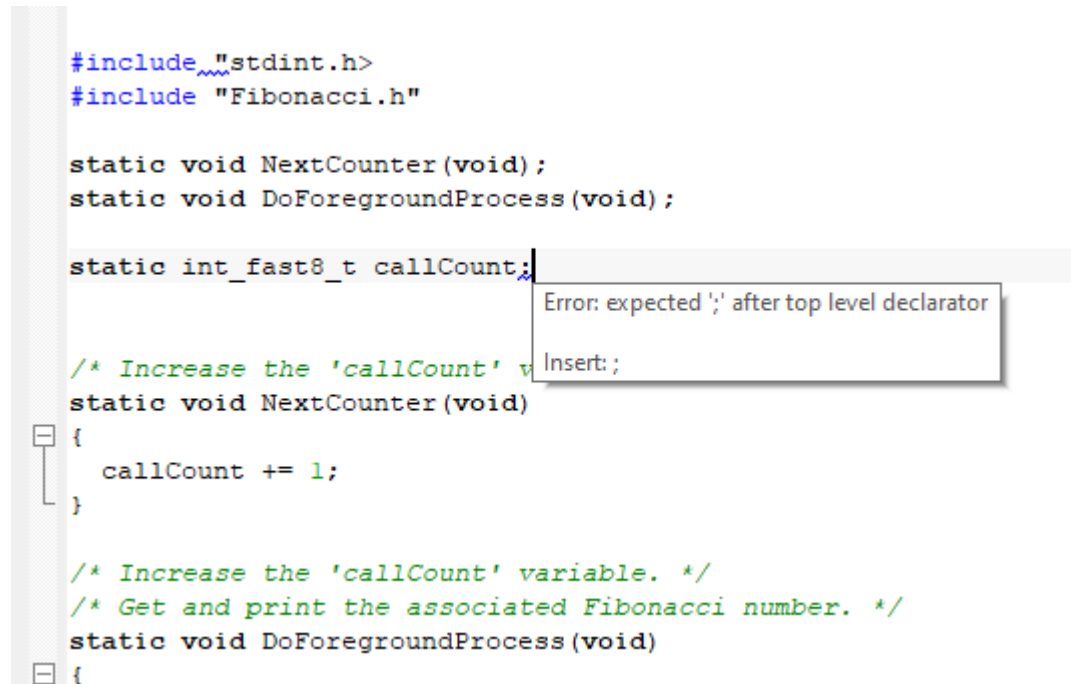 #include "stdint.h>
#include "Fibonacci.h"
static void NextCounter(void);
static void DoForegroundProcess(void);
static int_fast8_t callCount;
Error: expected ';' after top level declarator
Insert: ;
/* Increase the 'callCount' v
static void NextCounter(void)
{
callCount += 1;
}
/* Increase the 'callCount' variable. */
/* Get and print the associated Fibonacci number. */
static void DoForegroundProcess(void)
{